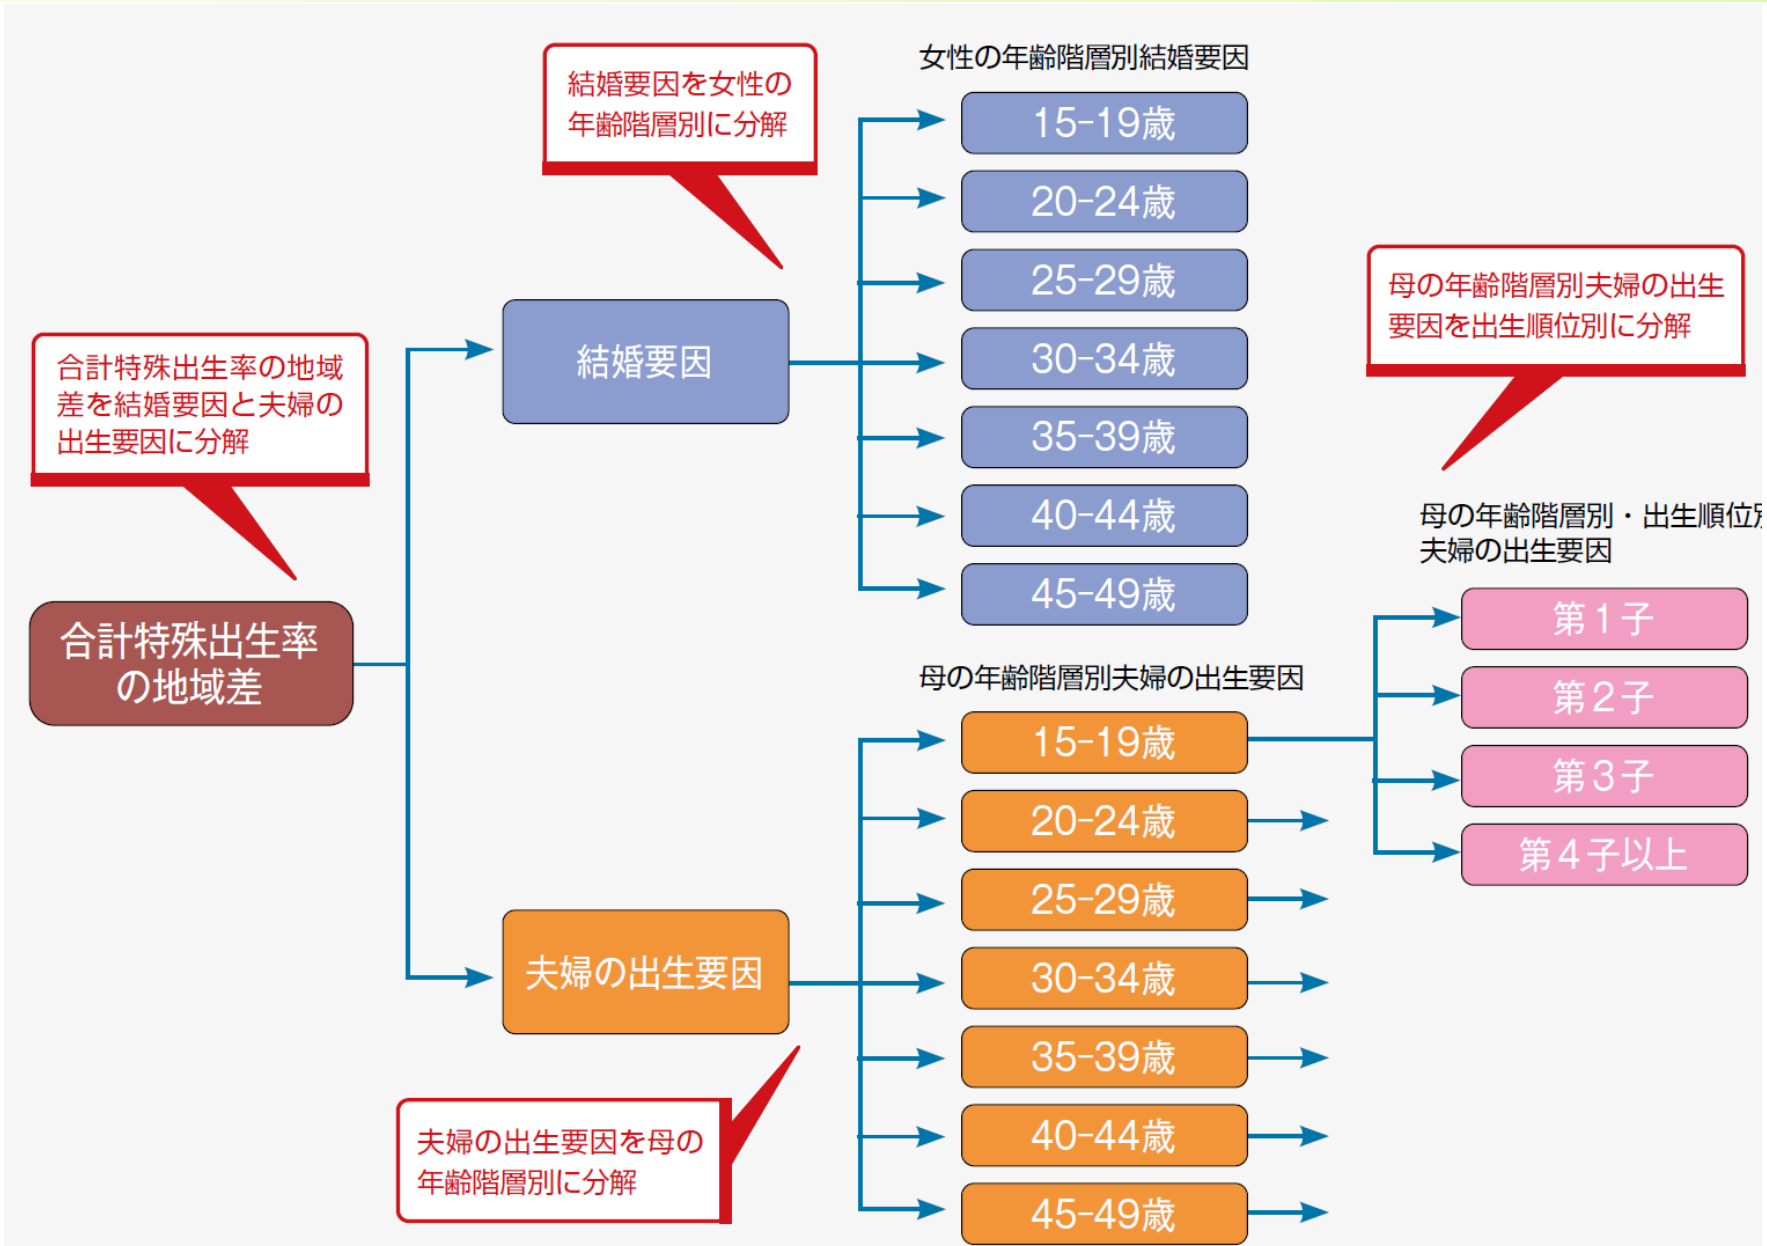 結婚要因を女性の
年齢階層別に分解
女性の年齢階層別結婚要因
15-19歳
20-24歳
25-29歳
30-34歳
35-39歳
40-44歳
45-49歳
母の年齢階層別夫婦の出生
要因を出生順位別に分解
合計特殊出生率の地域
差を結婚要因と夫婦の
出生要因に分解
結婚要因
合計特殊出生率
の地域差
母の年齢階層別・出生順位別
夫婦の出生要因
第1子
第2子
第3子
第4子以上
母の年齢階層別夫婦の出生要因
15-19歳
20-24歳
25-29歳
30-34歳
35-39歳
40-44歳
45-49歳
夫婦の出生要因
夫婦の出生要因を母の
年齢階層別に分解